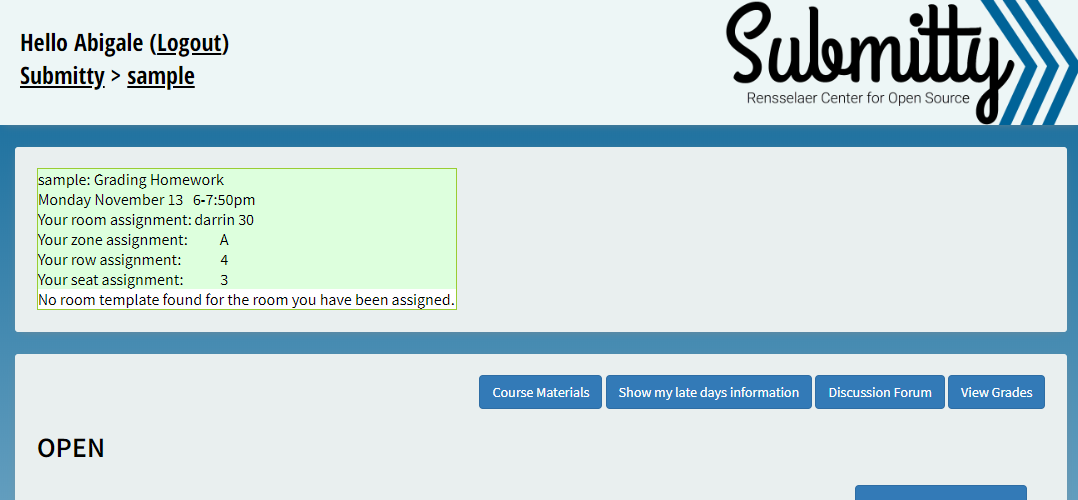 Hello Abigale (Logout)
Submitty > sample
Submitty
Rensselaer Center for Open Source
sample: Grading Homework
Monday November 13 6-7:50pm
Your room assignment: darrin 30
Your zone assignment: A
Your row assignment: 4
Your seat assignment: 3
No room template found for the room you have been assigned.
Course Materials Show my late days information Discussion Forum View Grades
OPEN